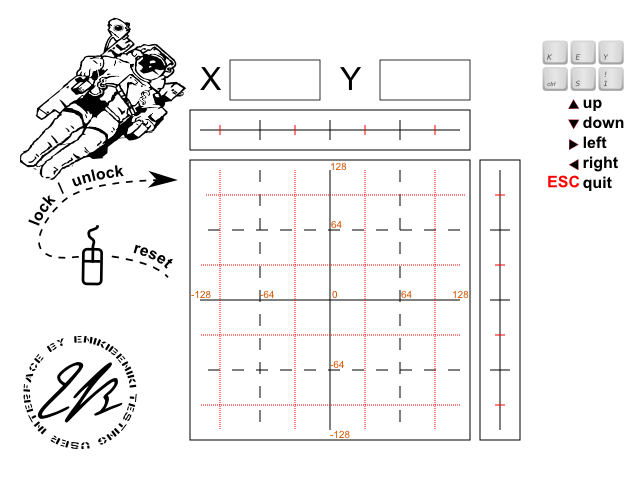 X Y
K E Y
ctrl S ! 1
up
down
left
right
ESC quit
lock / unlock
reset
128
64
-128 -64 0 64 128
-64
-128
INTERFACE BY ENIKIBENIKI TESTING USER